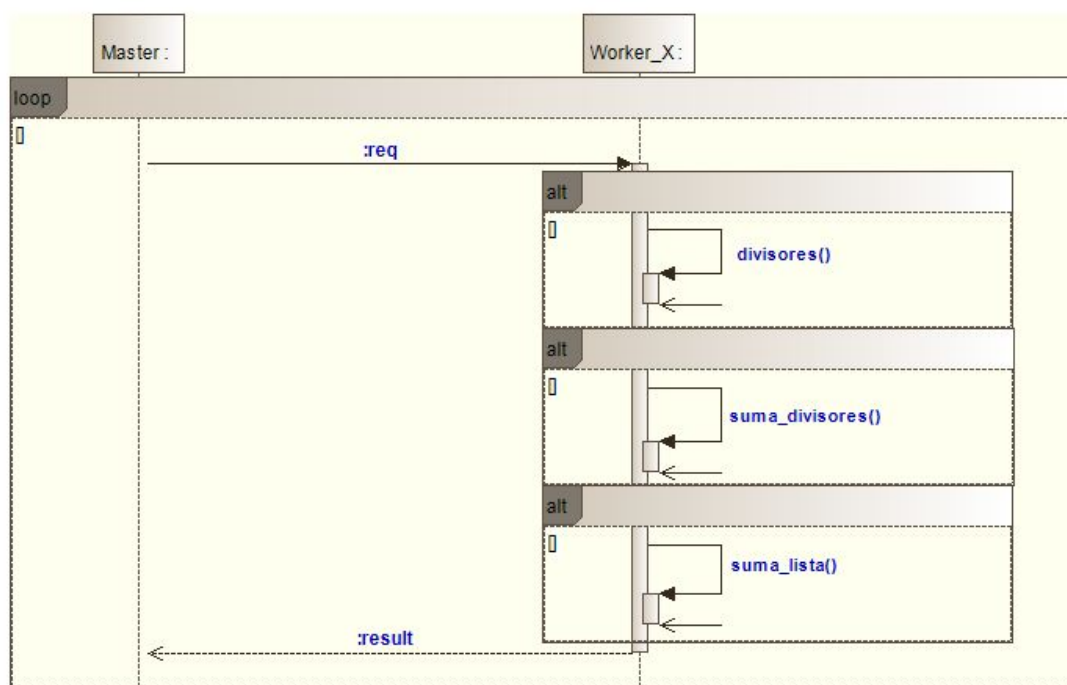 Master :
Worker_X :
loop
[]
:req
alt
[]
divisores()
alt
[]
suma_divisores()
alt
[]
suma_lista()
:result